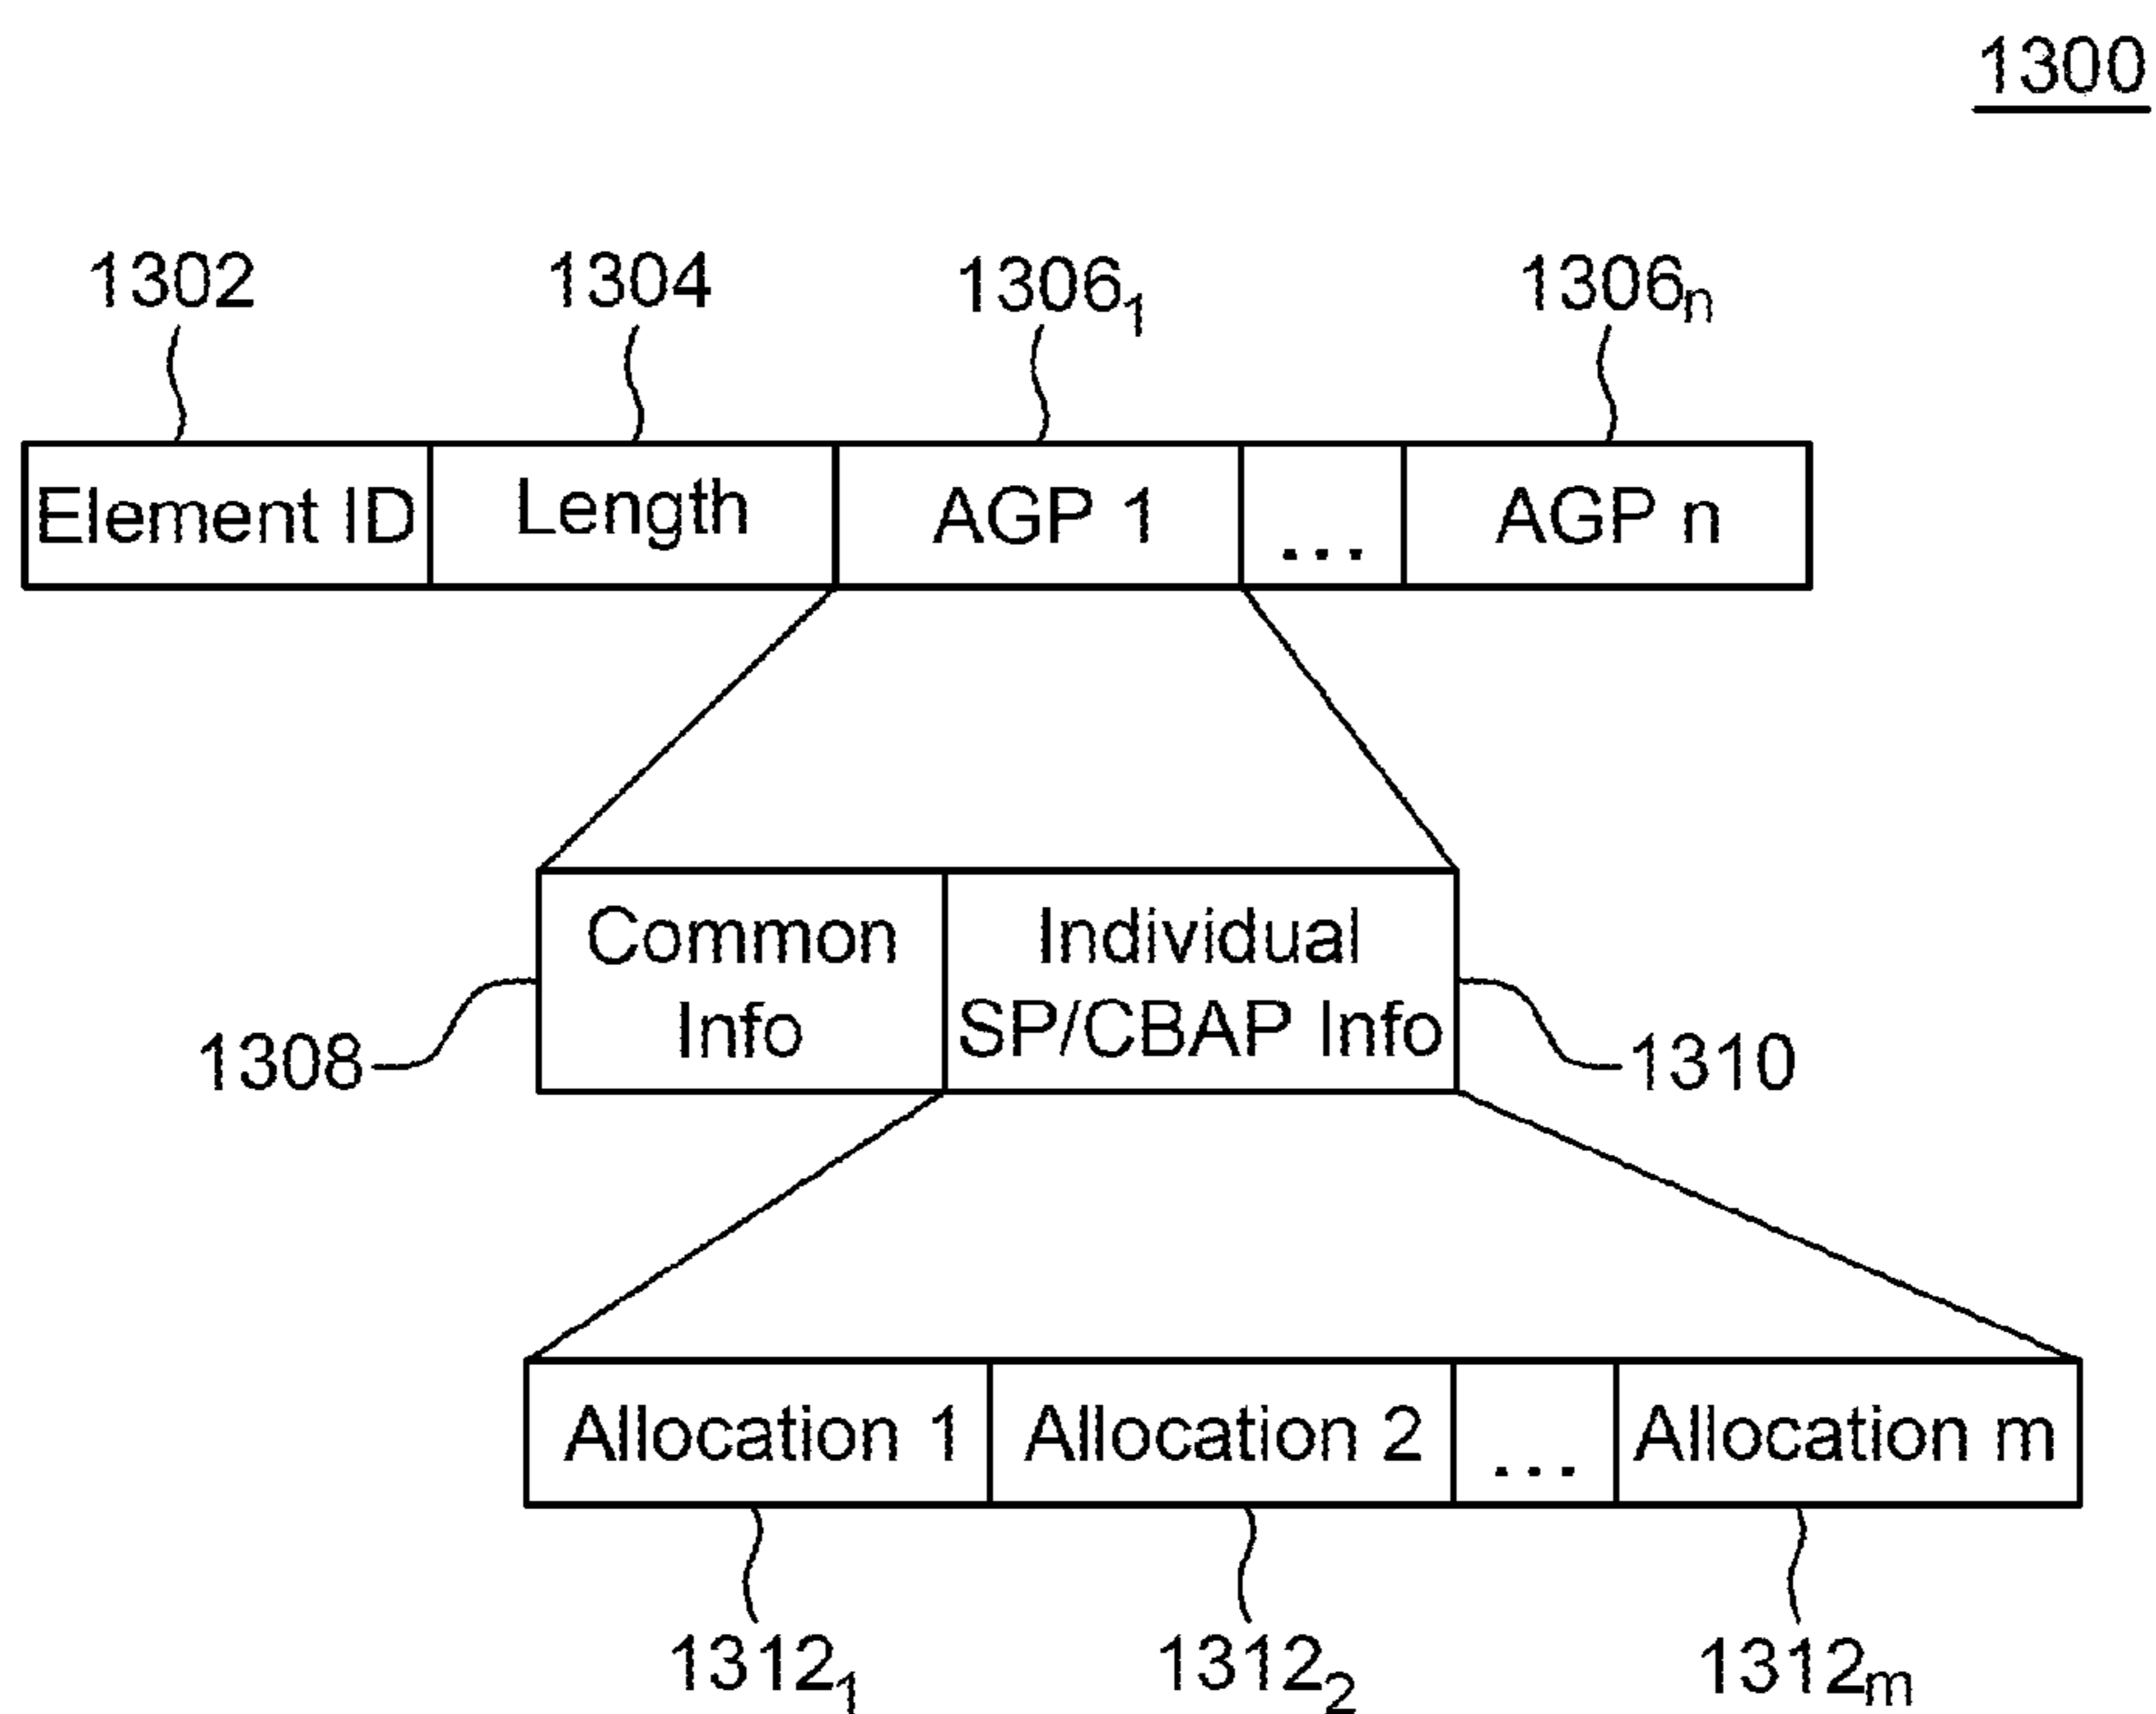 1300
1302 1304 1306₁ 1306ₙ
Element ID Length AGP 1 ... AGP n
Common Info Individual SP/CBAP Info
1308 1310
Allocation 1 Allocation 2 ... Allocation m
1312₁ 1312₂ 1312ₘ